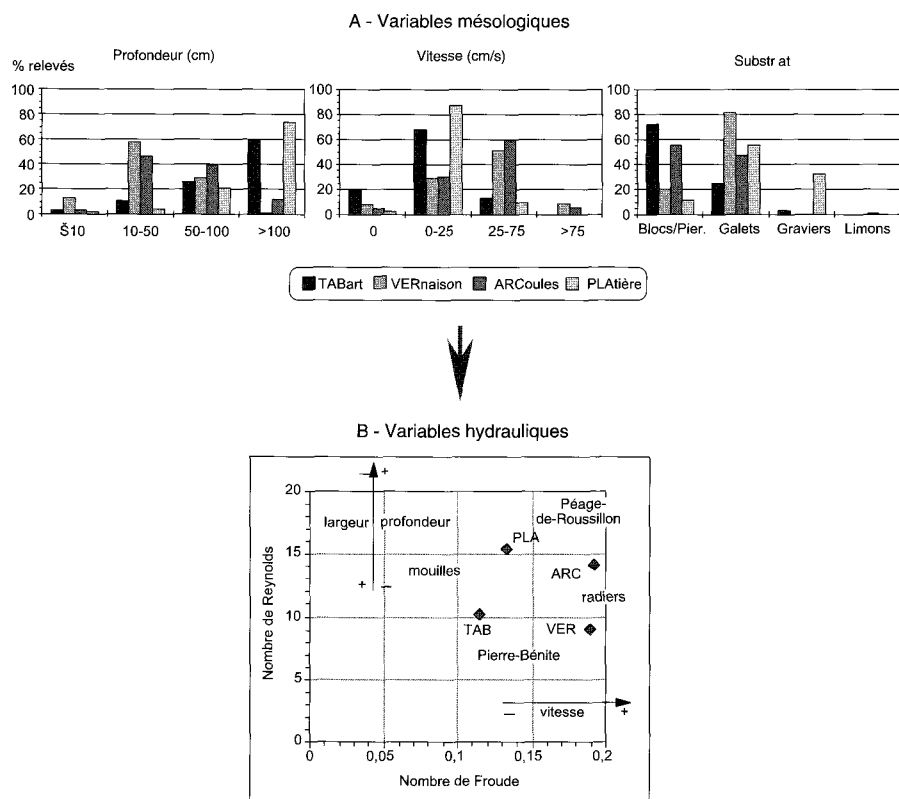 A - Variables mésologiques
% relevés
Profondeur (cm)
100
80
60
40
20
0
Š10 10-50 50-100 >100
Vitesse (cm/s)
100
80
60
40
20
0
0 0-25 25-75 >75
Substr at
100
80
60
40
20
0
Blocs/Pier. Galets Graviers Limons
TABart VERnaison ARCoules PLAtière
B - Variables hydrauliques
Nombre de Reynolds
20
15
10
5
0
+
largeur profondeur
+ –
mouilles
Péage-
de-Roussillon
PLA
ARC
radiers
TAB
VER
Pierre-Bénite
– vitesse +
0 0,05 0,1 0,15 0,2
Nombre de Froude